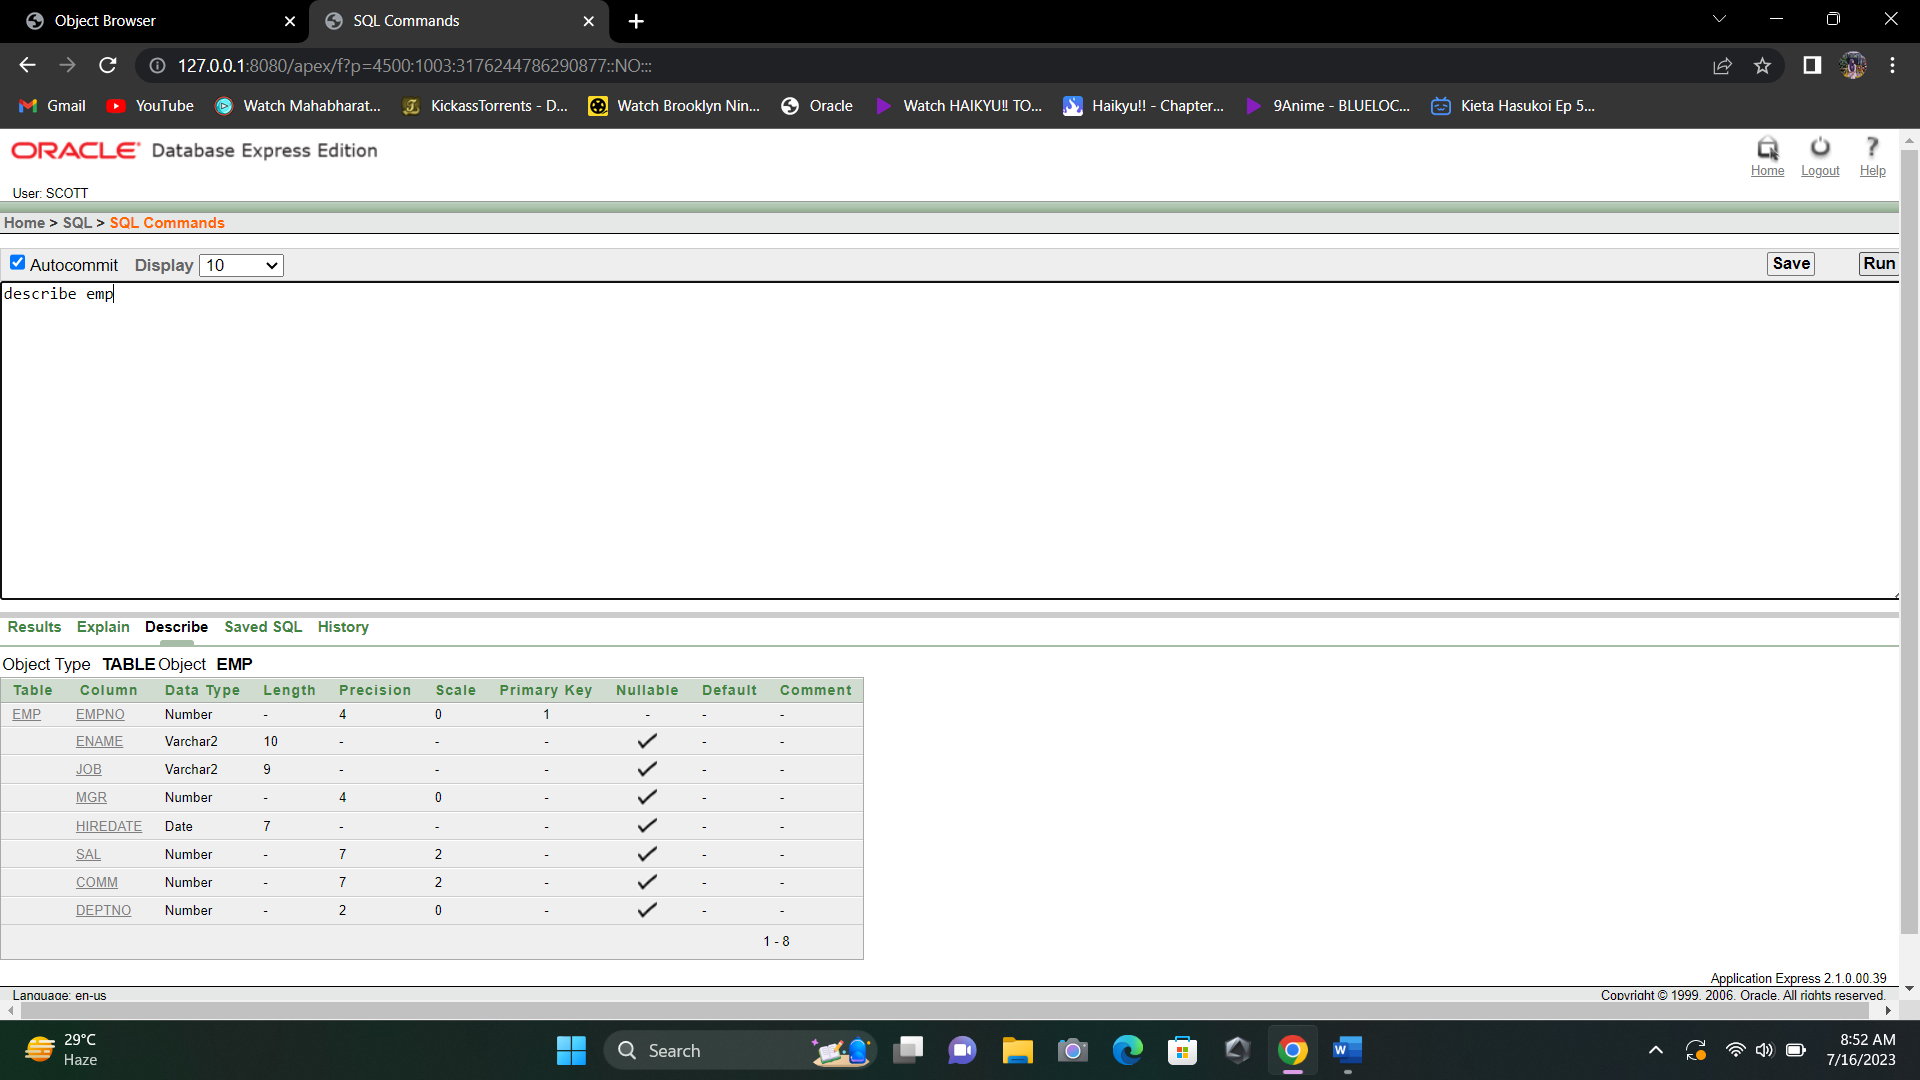 Object Browser
SQL Commands
127.0.0.1:8080/apex/f?p=4500:1003:3176244786290877::NO:::
Gmail YouTube Watch Mahabharat... KickassTorrents - D... Watch Brooklyn Nin... Oracle Watch HAIKYU!! TO... Haikyu!! - Chapter... 9Anime - BLUELOC... Kieta Hasukoi Ep 5...
ORACLE Database Express Edition
Home Logout Help
User: SCOTT
Home > SQL > SQL Commands
Autocommit Display 10 Save Run
describe emp
Results Explain Describe Saved SQL History
Object Type TABLE Object EMP
Table Column Data Type Length Precision Scale Primary Key Nullable Default Comment
EMP EMPNO Number - 4 0 1 - - -
ENAME Varchar2 10 - - - ✓ - -
JOB Varchar2 9 - - - ✓ - -
MGR Number - 4 0 - ✓ - -
HIREDATE Date 7 - - - ✓ - -
SAL Number - 7 2 - ✓ - -
COMM Number - 7 2 - ✓ - -
DEPTNO Number - 2 0 - ✓ - -
1 - 8
Application Express 2.1.0.00.39
Language: en-us Copyright © 1999, 2006, Oracle. All rights reserved.
29°C
Haze
Search
8:52 AM
7/16/2023